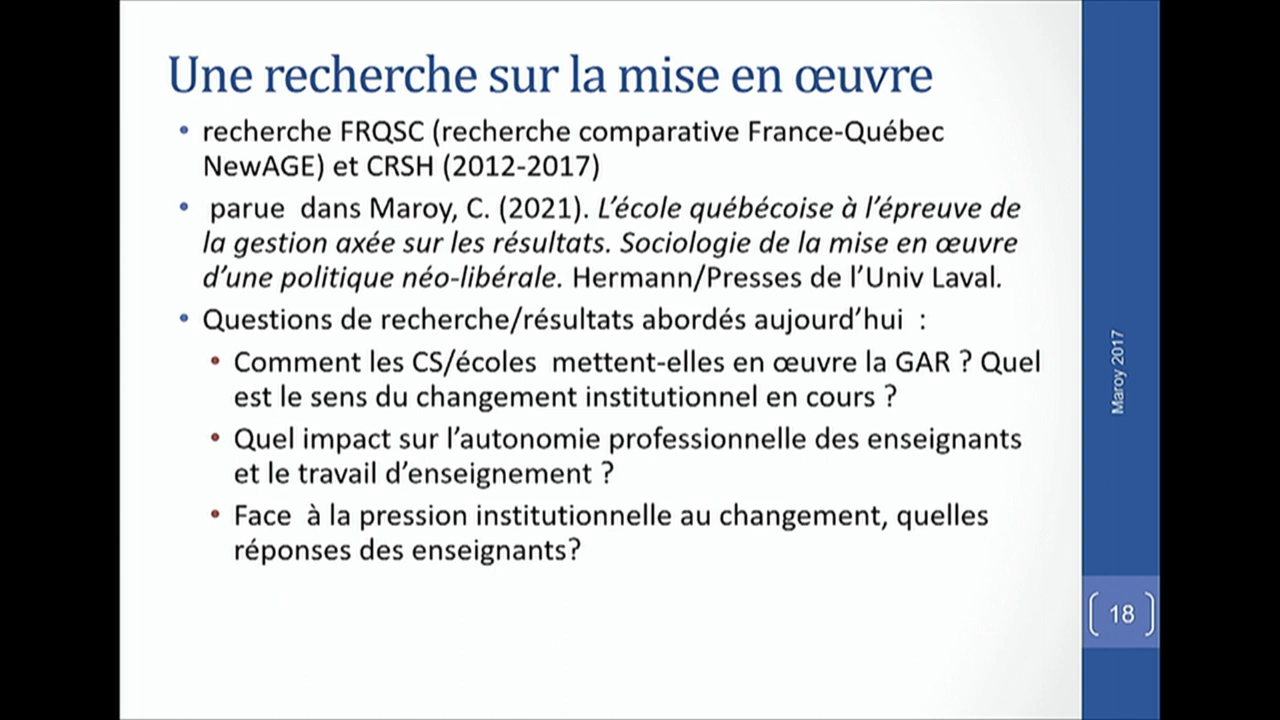 Une recherche sur la mise en œuvre
• recherche FRQSC (recherche comparative France-Québec
NewAGE) et CRSH (2012-2017)
• parue dans Maroy, C. (2021). L’école québécoise à l’épreuve de
la gestion axée sur les résultats. Sociologie de la mise en œuvre
d’une politique néo-libérale. Hermann/Presses de l’Univ Laval.
• Questions de recherche/résultats abordés aujourd’hui :
• Comment les CS/écoles mettent-elles en œuvre la GAR ? Quel
est le sens du changement institutionnel en cours ?
• Quel impact sur l’autonomie professionnelle des enseignants
et le travail d’enseignement ?
• Face à la pression institutionnelle au changement, quelles
réponses des enseignants?
Maroy 2017
18